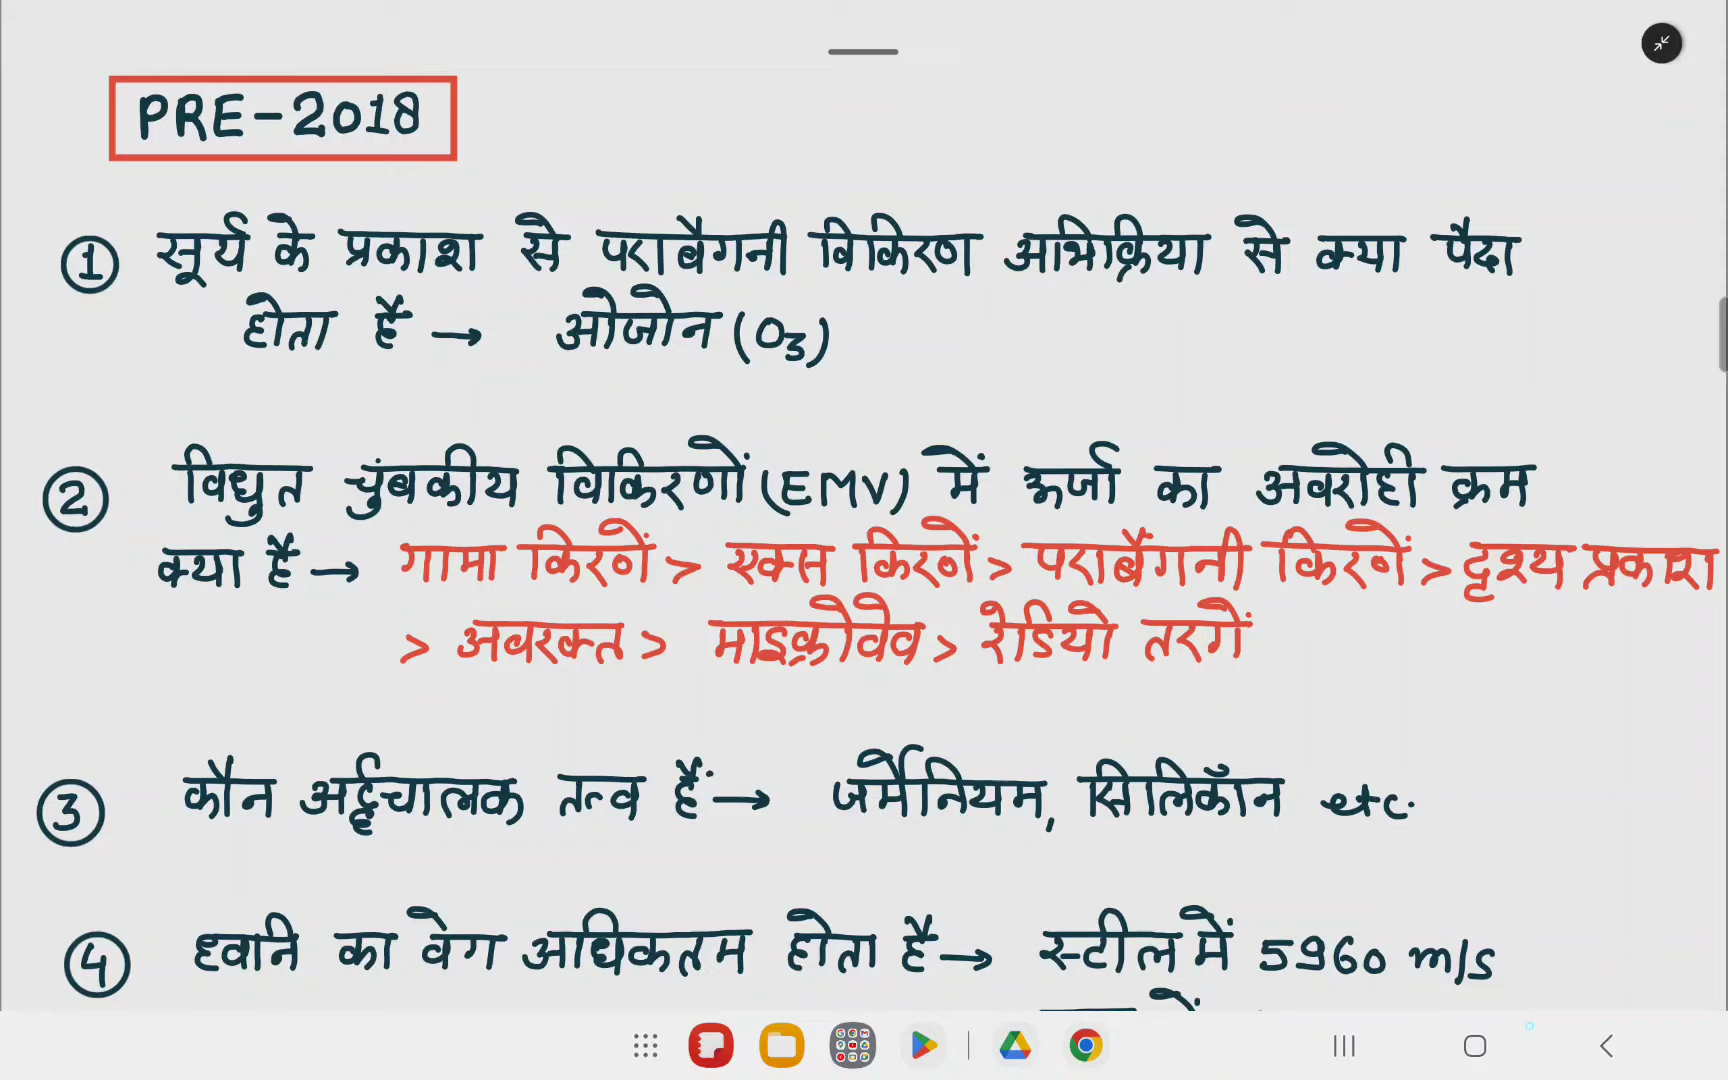 PRE-2018
① सूर्य के प्रकाश से पराबैगनी विकिरण अभिक्रिया से क्या पैदा
होता है → ओजोन (O₃)
② विधुत चुंबकीय विकिरणों (EMV) में ऊर्जा का अवरोही क्रम
क्या है → गामा किरणें > एक्स किरणें > पराबैंगनी किरणें > दृश्य प्रकाश
> अवरक्त > माइक्रोवेव > रेडियो तरगें
③ कौन अर्द्धचालक तत्व हैं → जर्मेनियम, सिलिकॉन etc.
④ ध्वनि का वेग अधिकतम होता है → स्टील में 5960 m/s